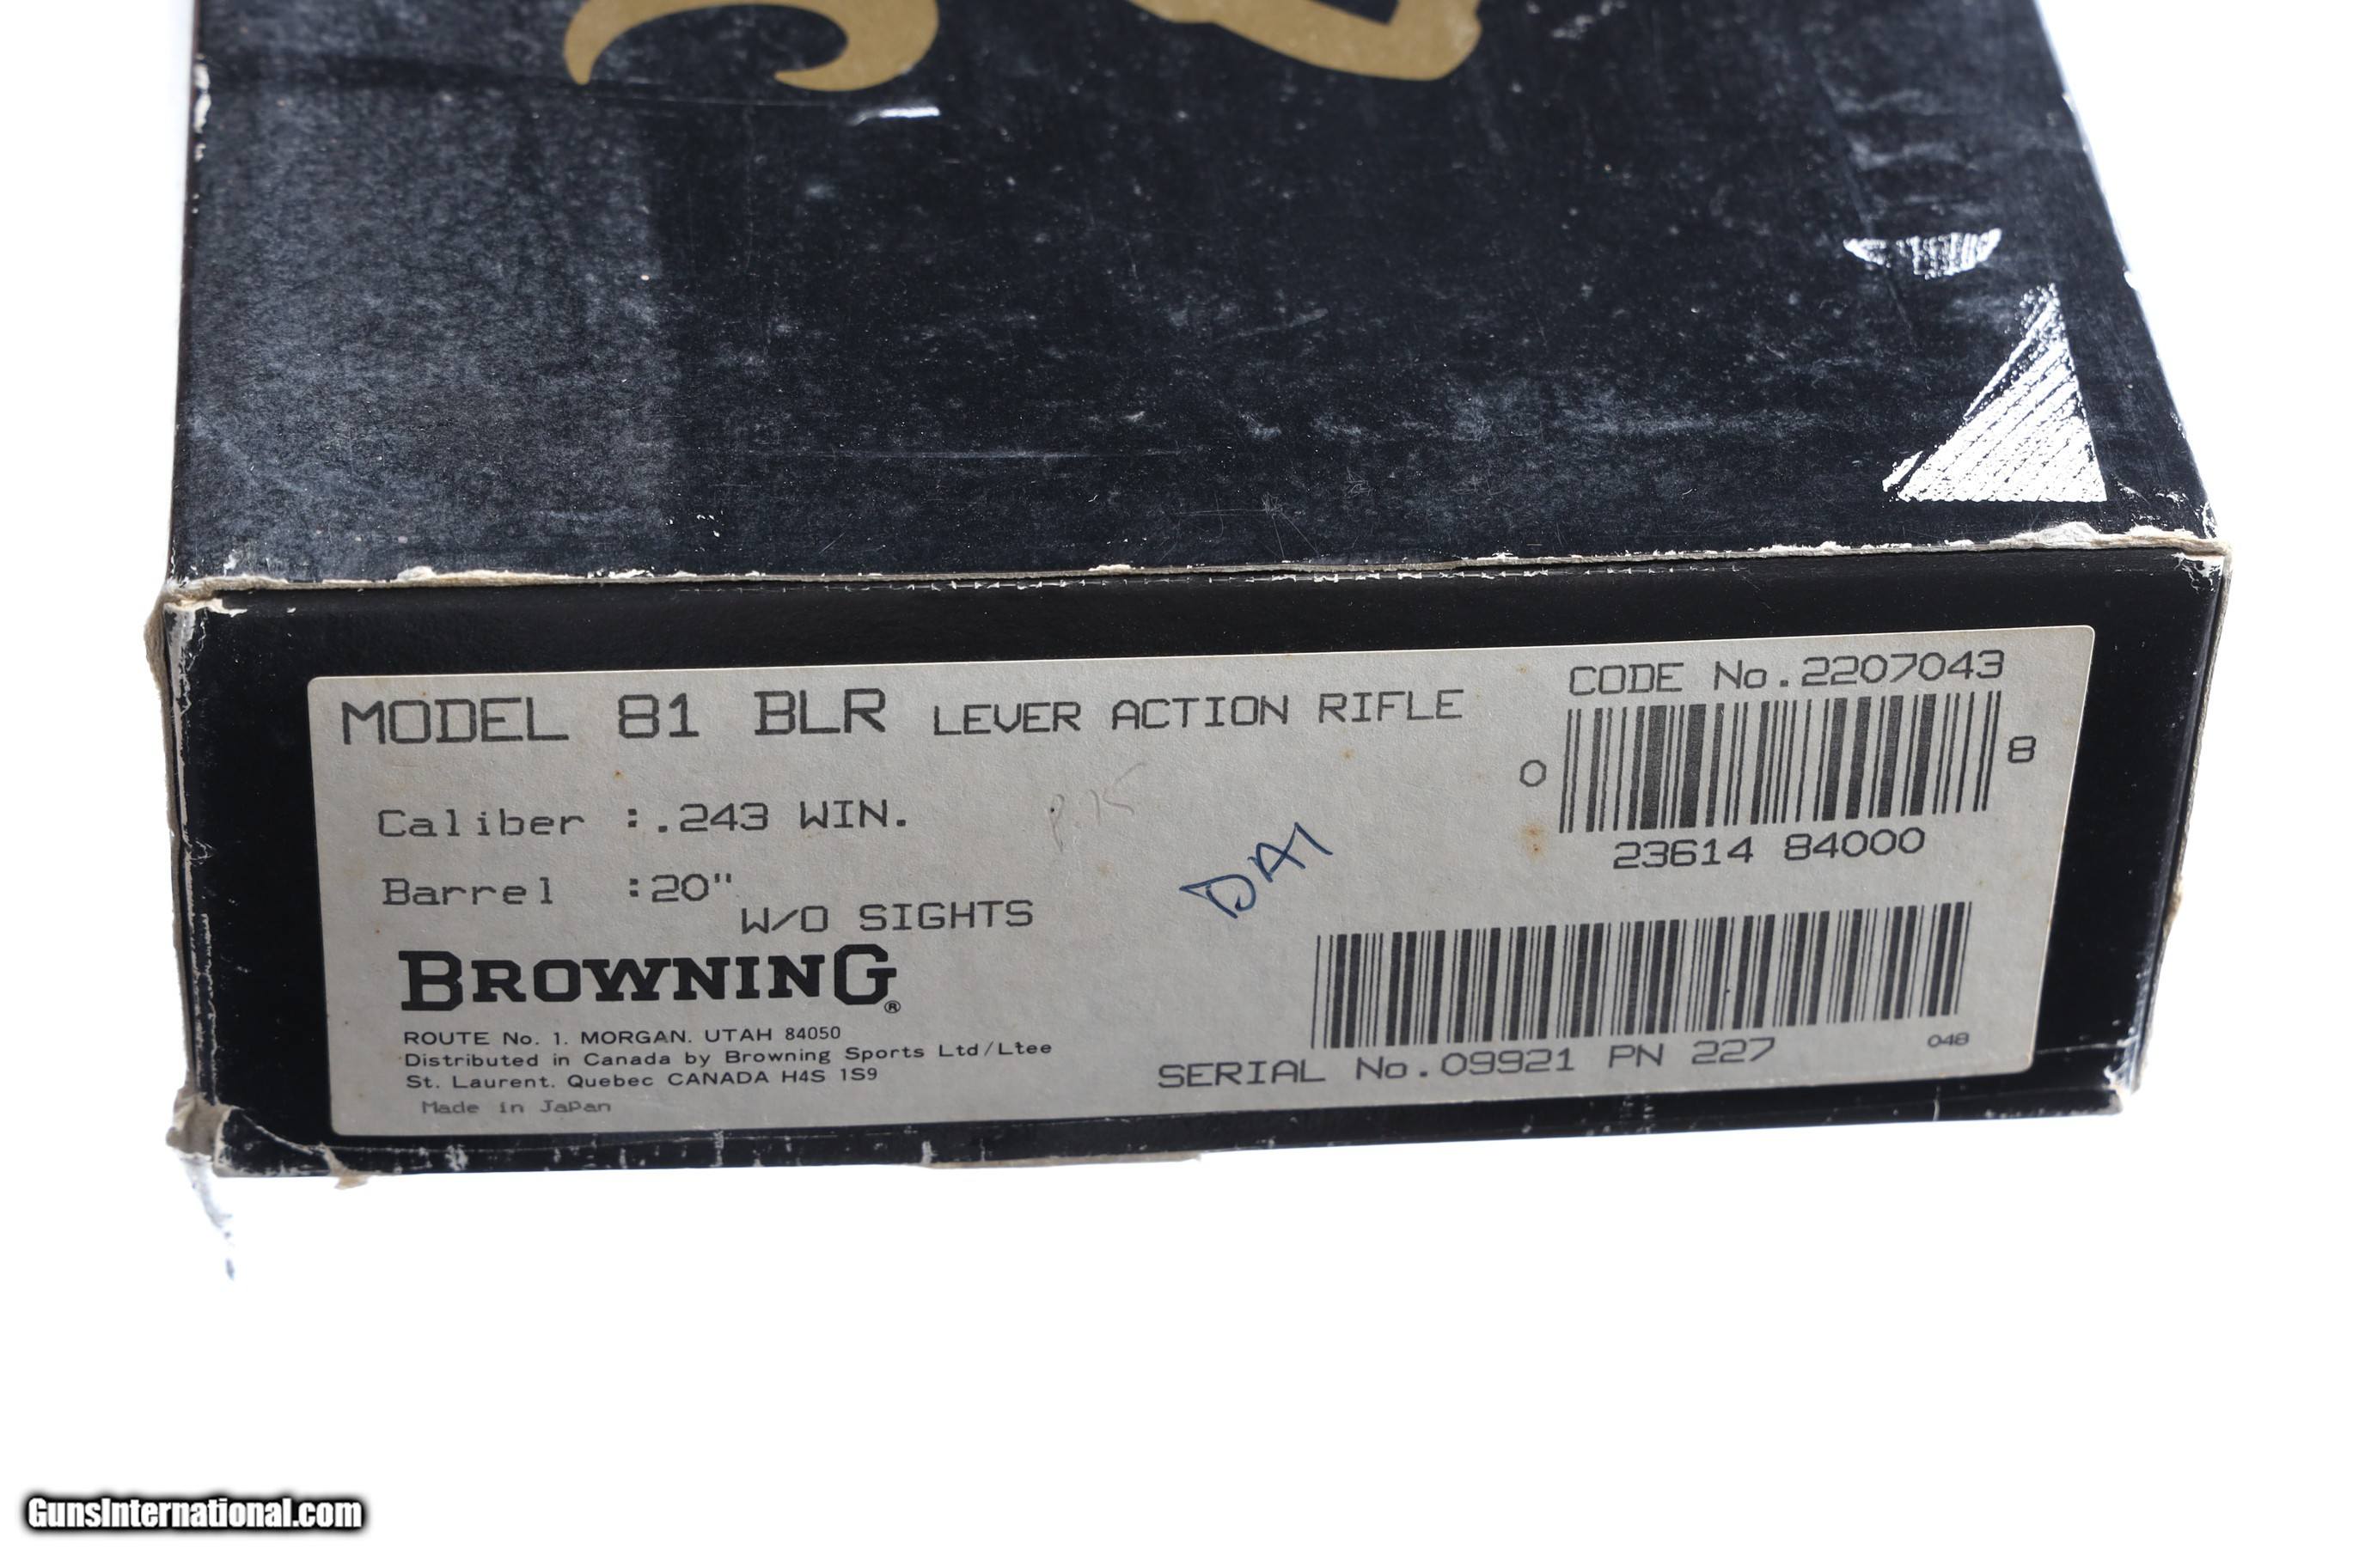 MODEL 81 BLR LEVER ACTION RIFLE
CODE No.2207043
0
8
23614 84000
Caliber :.243 WIN.
Barrel :20"
W/O SIGHTS
BROWNING®
ROUTE No. 1. MORGAN. UTAH 84050
Distributed in Canada by Browning Sports Ltd/Ltee
St. Laurent. Quebec CANADA H4S 1S9
Made in JaPan
SERIAL No.09921 PN 227
048
GunsInternational.com